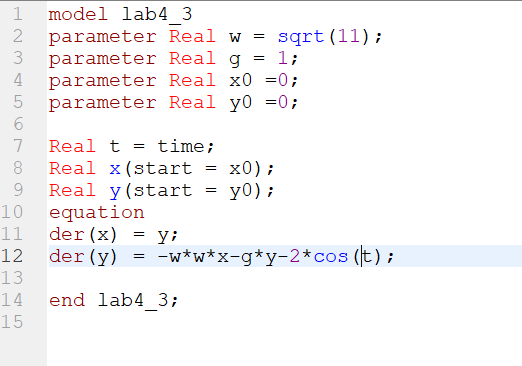 1 model lab4_3
2 parameter Real w = sqrt(11);
3 parameter Real g = 1;
4 parameter Real x0 =0;
5 parameter Real y0 =0;
6
7 Real t = time;
8 Real x(start = x0);
9 Real y(start = y0);
10 equation
11 der(x) = y;
12 der(y) = -w*w*x-g*y-2*cos(t);
13
14 end lab4_3;
15